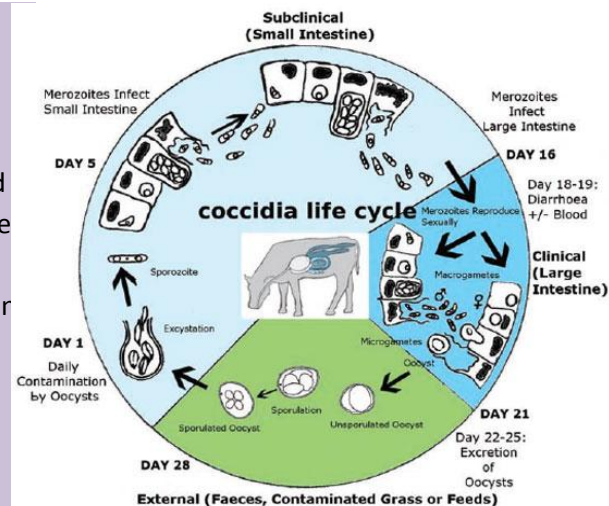 Subclinical
(Small Intestine)
Merozoites Infect
Small Intestine
Merozoites
Infect
Large Intestine
DAY 5
DAY 16
d
e
r
coccidia life cycle
Merozoites Reproduce
Sexually
Day 18-19:
Diarrhoea
+/- Blood
Clinical
(Large
Intestine)
Macrogametes
♂
♀
Sporozoite
Excystation
DAY 1
Daily
Contamination
by Oocysts
Microgametes
Oocyst
Sporulated Oocyst
Sporulation
Unsporulated Oocyst
DAY 21
Day 22-25:
Excretion
of
Oocysts
DAY 28
External (Faeces, Contaminated Grass or Feeds)